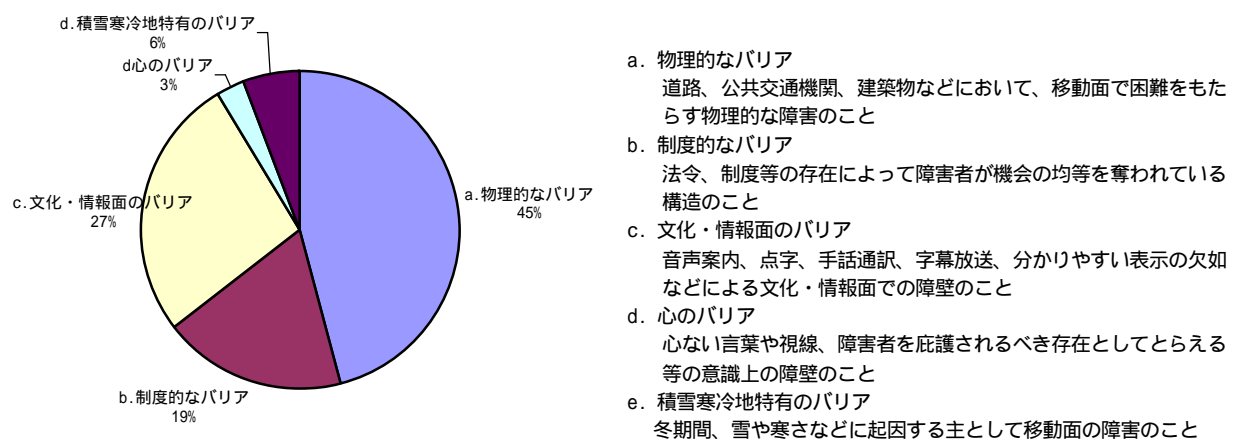 d.積雪寒冷地特有のバリア
6%
d心のバリア
3%
c.文化・情報面のバリア
27%
a.物理的なバリア
45%
b.制度的なバリア
19%
a. 物理的なバリア
道路、公共交通機関、建築物などにおいて、移動面で困難をもた
らす物理的な障害のこと
b. 制度的なバリア
法令、制度等の存在によって障害者が機会の均等を奪われている
構造のこと
c. 文化・情報面のバリア
音声案内、点字、手話通訳、字幕放送、分かりやすい表示の欠如
などによる文化・情報面での障壁のこと
d. 心のバリア
心ない言葉や視線、障害者を庇護されるべき存在としてとらえる
等の意識上の障壁のこと
e. 積雪寒冷地特有のバリア
冬期間、雪や寒さなどに起因する主として移動面の障害のこと